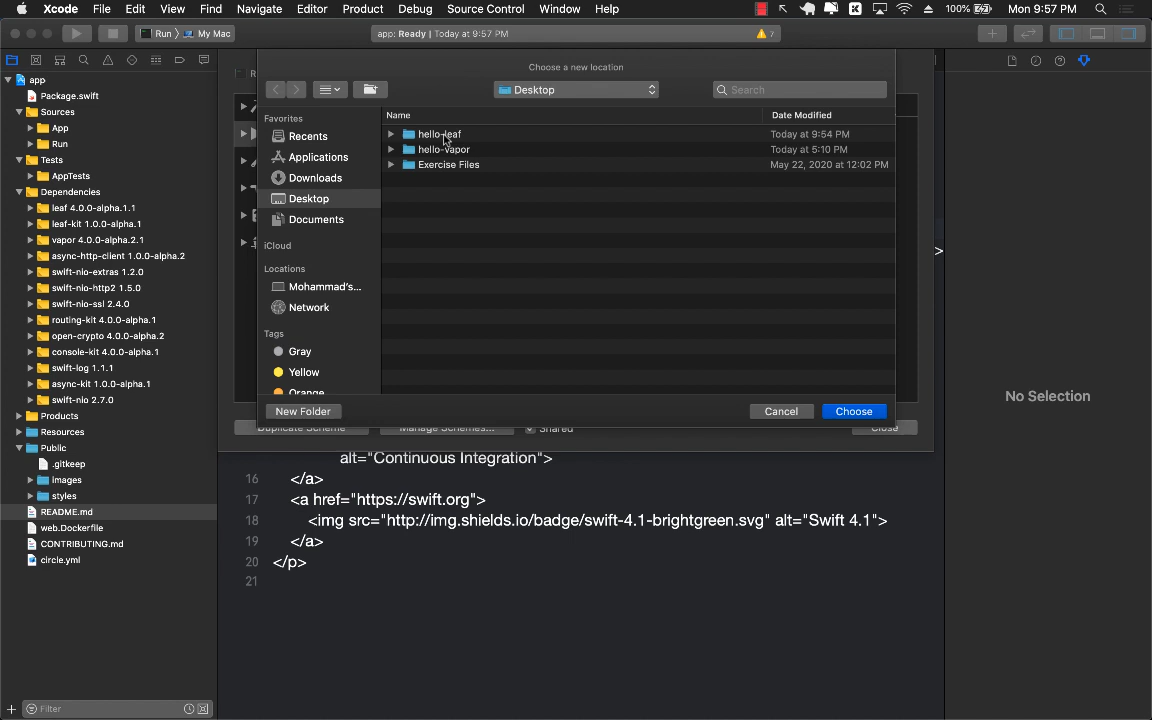 Xcode File Edit View Find Navigate Editor Product Debug Source Control Window Help 100% Mon 9:57 PM
Run 〉 My Mac
app: Ready | Today at 9:57 PM
7
app
Package.swift
Sources
App
Run
Tests
AppTests
Dependencies
leaf 4.0.0-alpha.1.1
leaf-kit 1.0.0-alpha.1
vapor 4.0.0-alpha.2.1
async-http-client 1.0.0-alpha.2
swift-nio-extras 1.2.0
swift-nio-http2 1.5.0
swift-nio-ssl 2.4.0
routing-kit 4.0.0-alpha.1
open-crypto 4.0.0-alpha.2
console-kit 4.0.0-alpha.1
swift-log 1.1.1
async-kit 1.0.0-alpha.1
swift-nio 2.7.0
Products
Resources
Public
.gitkeep
images
styles
README.md
web.Dockerfile
CONTRIBUTING.md
circle.yml
Filter
Choose a new location
Desktop
Search
Favorites
Recents
Applications
Downloads
Desktop
Documents
iCloud
Locations
Mohammad's...
Network
Tags
Gray
Yellow
Orange
Name Date Modified
hello-leaf Today at 9:54 PM
hello-vapor Today at 5:10 PM
Exercise Files May 22, 2020 at 12:02 PM
New Folder Cancel Choose
Duplicate Scheme Manage Schemes... Shared Close
>
alt="Continuous Integration">
16 </a>
17 <a href="https://swift.org">
18 <img src="http://img.shields.io/badge/swift-4.1-brightgreen.svg" alt="Swift 4.1">
19 </a>
20 </p>
21
No Selection